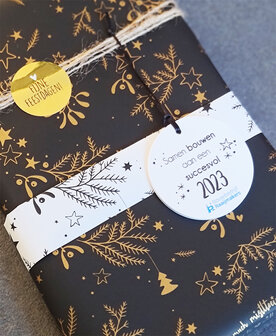 FIJNE
FEESTDAGEN!
Samen bouwen
aan een
succesvol
2023